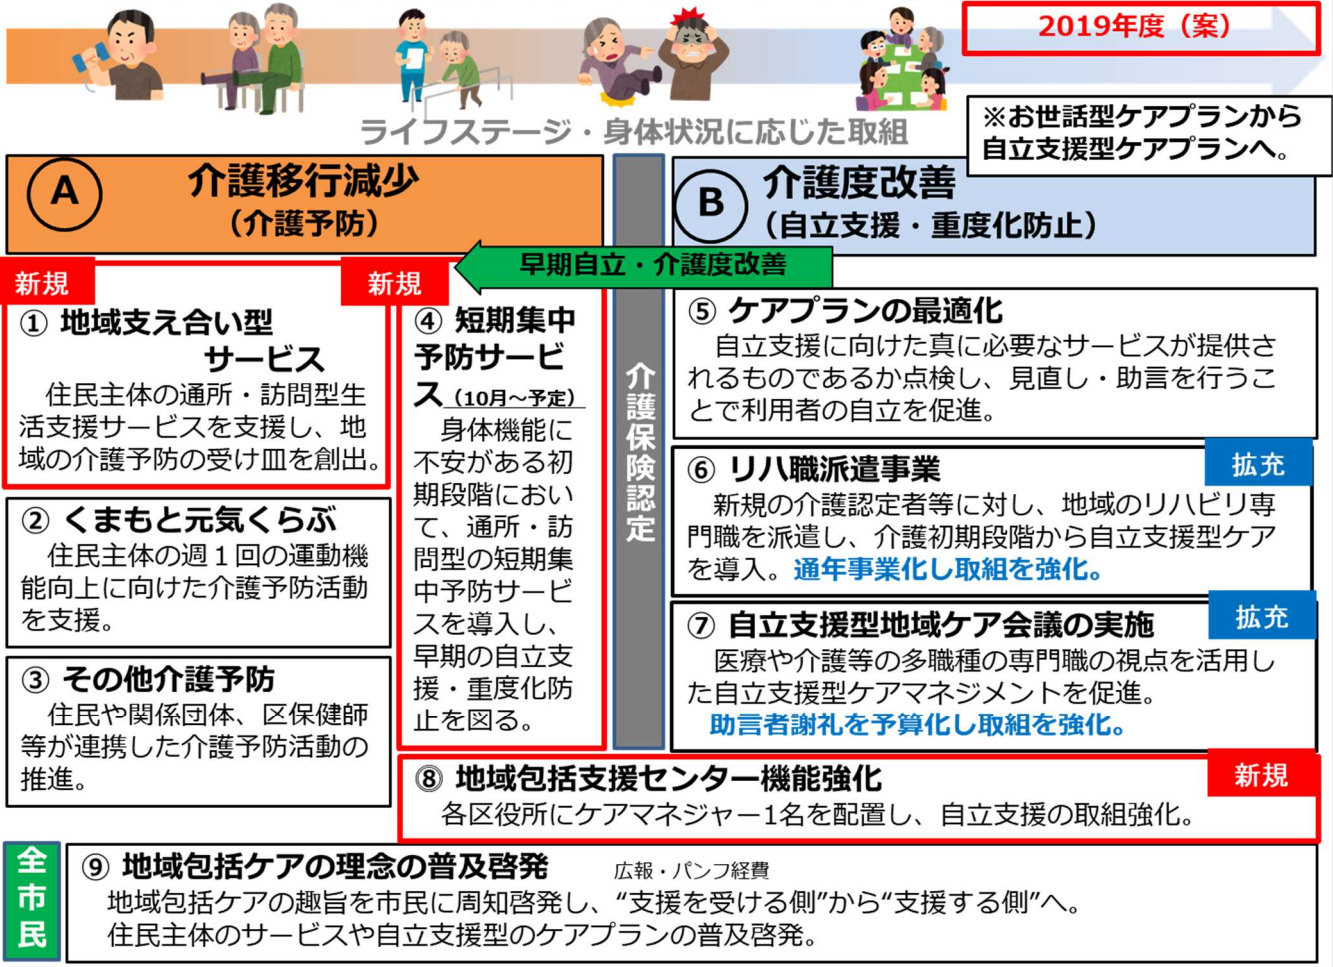 2019年度（案）
※お世話型ケアプランから
自立支援型ケアプランへ。
ライフステージ・身体状況に応じた取組
A
介護移行減少
（介護予防）
B
介護度改善
（自立支援・重度化防止）
早期自立・介護度改善
介護保険認定
新規
① 地域支え合い型
サービス
住民主体の通所・訪問型生
活支援サービスを支援し、地
域の介護予防の受け皿を創出。
② くまもと元気くらぶ
住民主体の週１回の運動機
能向上に向けた介護予防活動
を支援。
③ その他介護予防
住民や関係団体、区保健師
等が連携した介護予防活動の
推進。
新規
④ 短期集中
予防サービ
ス（10月～予定）
身体機能に
不安がある初
期段階におい
て、通所・訪
問型の短期集
中予防サービ
スを導入し、
早期の自立支
援・重度化防
止を図る。
⑤ ケアプランの最適化
自立支援に向けた真に必要なサービスが提供さ
れるものであるか点検し、見直し・助言を行うこ
とで利用者の自立を促進。
拡充
⑥ リハ職派遣事業
新規の介護認定者等に対し、地域のリハビリ専
門職を派遣し、介護初期段階から自立支援型ケア
を導入。通年事業化し取組を強化。
拡充
⑦ 自立支援型地域ケア会議の実施
医療や介護等の多職種の専門職の視点を活用し
た自立支援型ケアマネジメントを促進。
助言者謝礼を予算化し取組を強化。
新規
⑧ 地域包括支援センター機能強化
各区役所にケアマネジャー1名を配置し、自立支援の取組強化。
全市民
⑨ 地域包括ケアの理念の普及啓発 広報・パンフ経費
地域包括ケアの趣旨を市民に周知啓発し、“支援を受ける側”から“支援する側”へ。
住民主体のサービスや自立支援型のケアプランの普及啓発。